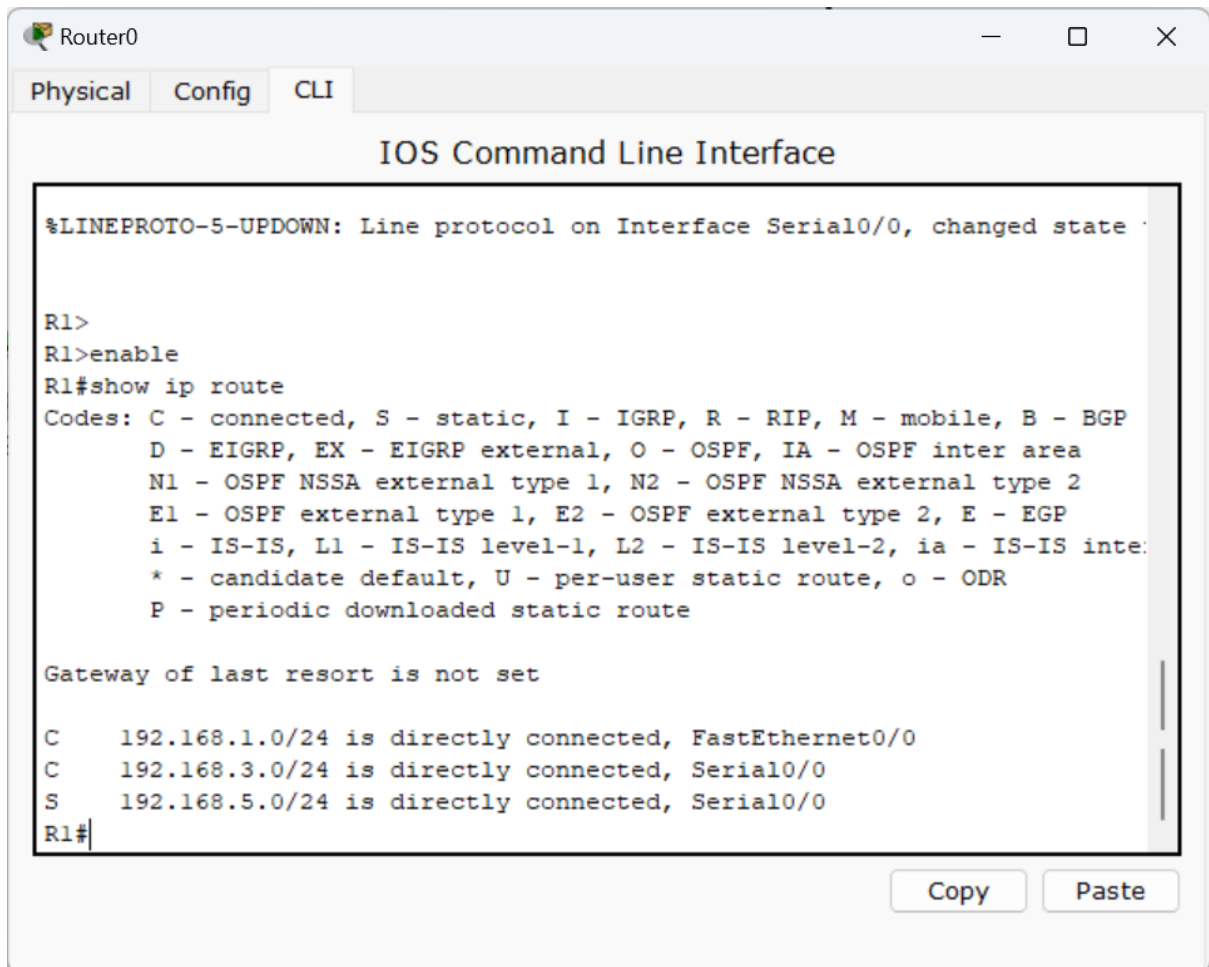 Router0
Physical Config CLI
IOS Command Line Interface
%LINEPROTO-5-UPDOWN: Line protocol on Interface Serial0/0, changed state
R1>
R1>enable
R1#show ip route
Codes: C - connected, S - static, I - IGRP, R - RIP, M - mobile, B - BGP
D - EIGRP, EX - EIGRP external, O - OSPF, IA - OSPF inter area
N1 - OSPF NSSA external type 1, N2 - OSPF NSSA external type 2
E1 - OSPF external type 1, E2 - OSPF external type 2, E - EGP
i - IS-IS, L1 - IS-IS level-1, L2 - IS-IS level-2, ia - IS-IS inte
* - candidate default, U - per-user static route, o - ODR
P - periodic downloaded static route
Gateway of last resort is not set
C 192.168.1.0/24 is directly connected, FastEthernet0/0
C 192.168.3.0/24 is directly connected, Serial0/0
S 192.168.5.0/24 is directly connected, Serial0/0
R1#
Copy Paste